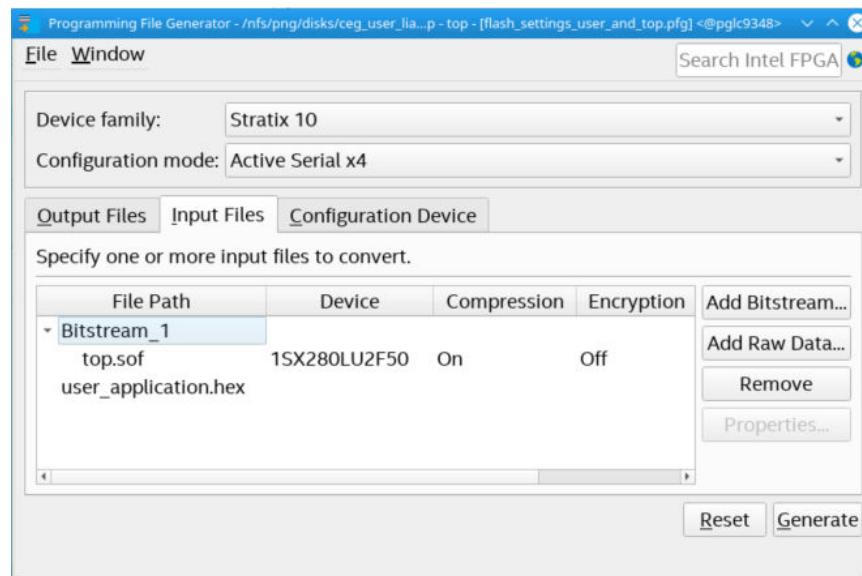 Programming File Generator - /nfs/png/disks/ceg_user_lia...p - top - [flash_settings_user_and_top.pfg] <@pglc9348>
File Window
Search Intel FPGA
Device family: Stratix 10
Configuration mode: Active Serial x4
Output Files Input Files Configuration Device
Specify one or more input files to convert.
File Path Device Compression Encryption Add Bitstream...
Bitstream_1
Add Raw Data...
top.sof 1SX280LU2F50 On Off
user_application.hex Remove
Properties...
Reset Generate